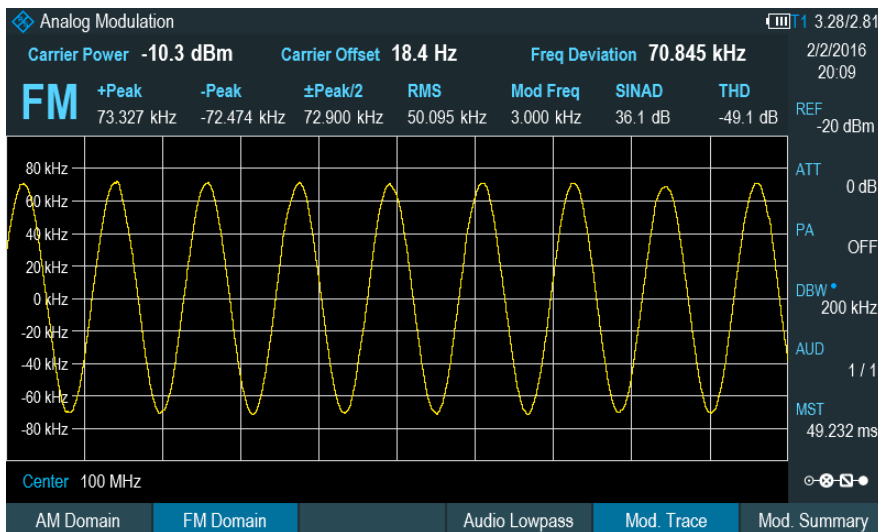 Analog Modulation T1 3.28/2.81
Carrier Power -10.3 dBm Carrier Offset 18.4 Hz Freq Deviation 70.845 kHz 2/2/2016
20:09
FM +Peak -Peak ±Peak/2 RMS Mod Freq SINAD THD
73.327 kHz -72.474 kHz 72.900 kHz 50.095 kHz 3.000 kHz 36.1 dB -49.1 dB
REF
-20 dBm
ATT
0 dB
PA
OFF
DBW
200 kHz
AUD
1 / 1
MST
49.232 ms
80 kHz
60 kHz
40 kHz
20 kHz
0 kHz
-20 kHz
-40 kHz
-60 kHz
-80 kHz
Center 100 MHz
AM Domain FM Domain Audio Lowpass Mod. Trace Mod. Summary